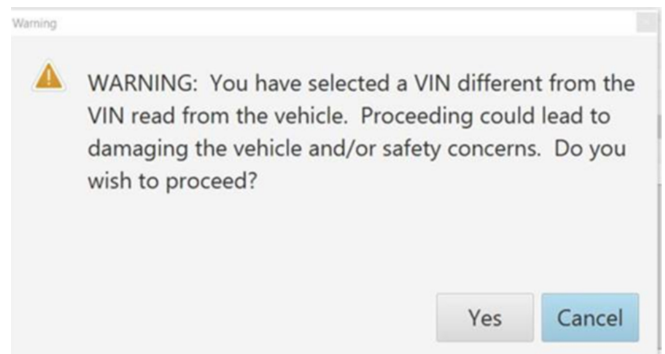 Warning
WARNING: You have selected a VIN different from the
VIN read from the vehicle. Proceeding could lead to
damaging the vehicle and/or safety concerns. Do you
wish to proceed?
Yes
Cancel